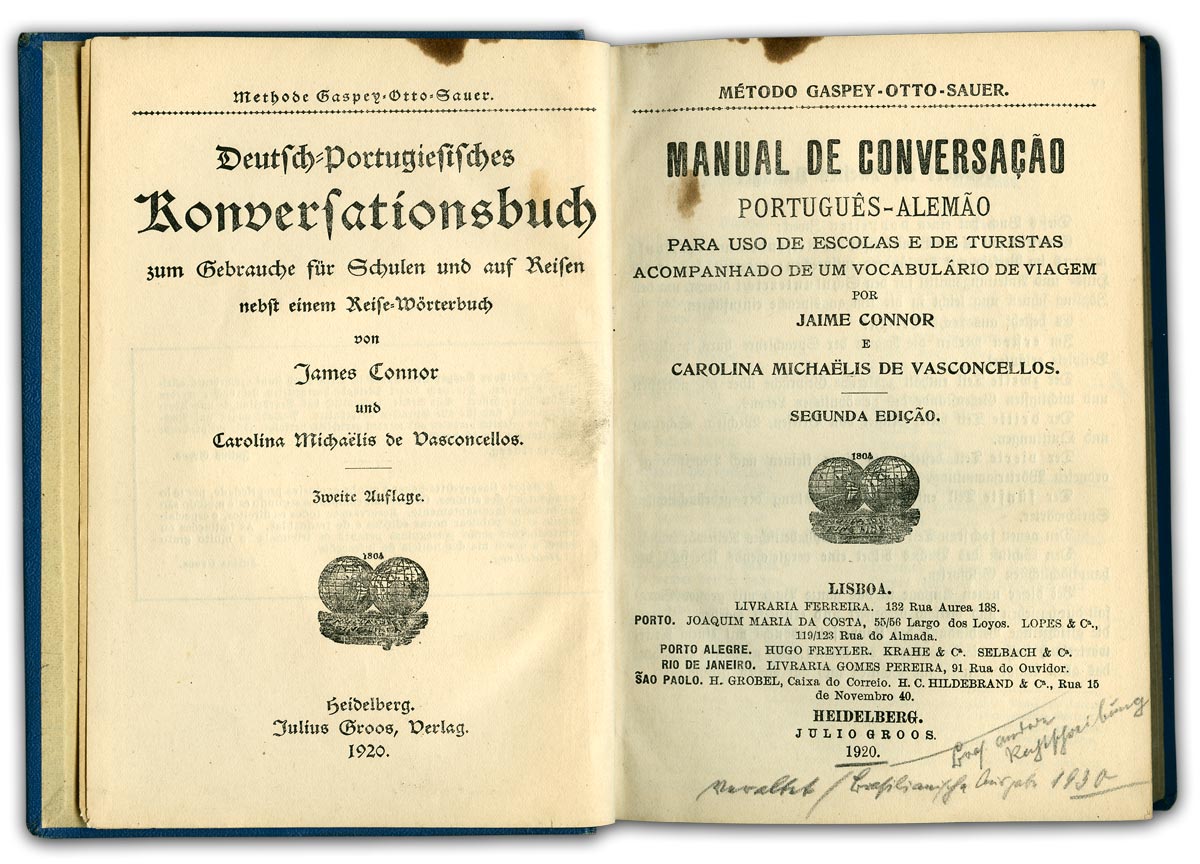 Methode Gaspey-Otto-Sauer.
Deutsch-Portugiesisches
Konversationsbuch
zum Gebrauche für Schulen und auf Reisen
nebst einem Reise-Wörterbuch
von
James Connor
und
Carolina Michaëlis de Vasconcellos.
Zweite Auflage.
1804
Heidelberg.
Julius Groos, Verlag.
1920.
MÉTODO GASPEY-OTTO-SAUER.
MANUAL DE CONVERSAÇÃO
PORTUGUÊS-ALEMÃO
PARA USO DE ESCOLAS E DE TURISTAS
ACOMPANHADO DE UM VOCABULÁRIO DE VIAGEM
POR
JAIME CONNOR
E
CAROLINA MICHAËLIS DE VASCONCELLOS.
SEGUNDA EDIÇÃO.
1804
LISBOA.
LIVRARIA FERREIRA. 132 Rua Aurea 138.
PORTO. JOAQUIM MARIA DA COSTA, 55/56 Largo dos Loyos. LOPES & Cª.,
119/123 Rua do Almada.
PORTO ALEGRE. HUGO FREYLER. KRAHE & Cª. SELBACH & Cª.
RIO DE JANEIRO. LIVRARIA GOMES PEREIRA, 91 Rua do Ouvidor.
SÃO PAOLO. H. GROBEL, Caixa do Correio. H. C. HILDEBRAND & Cª., Rua 15
de Novembro 40.
HEIDELBERG.
JULIO GROOS.
1920.
andere
Rechtschreibung
veraltet / Brasilianische Ausgabe 1930